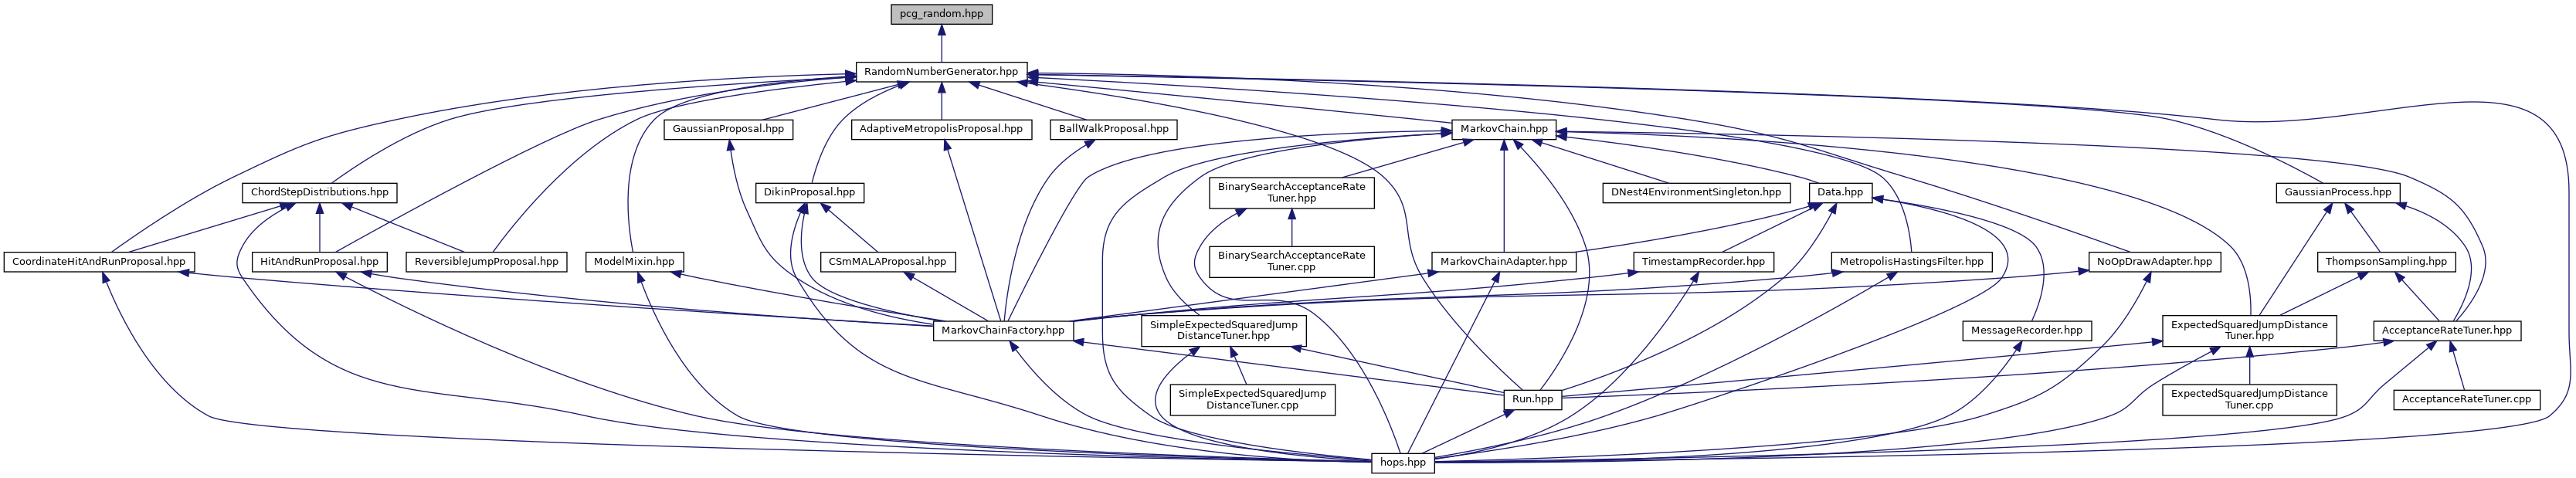 pcg_random.hpp
RandomNumberGenerator.hpp
GaussianProposal.hpp
AdaptiveMetropolisProposal.hpp
BallWalkProposal.hpp
MarkovChain.hpp
ChordStepDistributions.hpp
DikinProposal.hpp
BinarySearchAcceptanceRate
Tuner.hpp
DNest4EnvironmentSingleton.hpp
Data.hpp
GaussianProcess.hpp
CoordinateHitAndRunProposal.hpp
HitAndRunProposal.hpp
ReversibleJumpProposal.hpp
ModelMixin.hpp
CSmMALAProposal.hpp
BinarySearchAcceptanceRate
Tuner.cpp
MarkovChainAdapter.hpp
TimestampRecorder.hpp
MetropolisHastingsFilter.hpp
NoOpDrawAdapter.hpp
ThompsonSampling.hpp
MarkovChainFactory.hpp
SimpleExpectedSquaredJump
DistanceTuner.hpp
MessageRecorder.hpp
ExpectedSquaredJumpDistance
Tuner.hpp
AcceptanceRateTuner.hpp
SimpleExpectedSquaredJump
DistanceTuner.cpp
Run.hpp
ExpectedSquaredJumpDistance
Tuner.cpp
AcceptanceRateTuner.cpp
hops.hpp